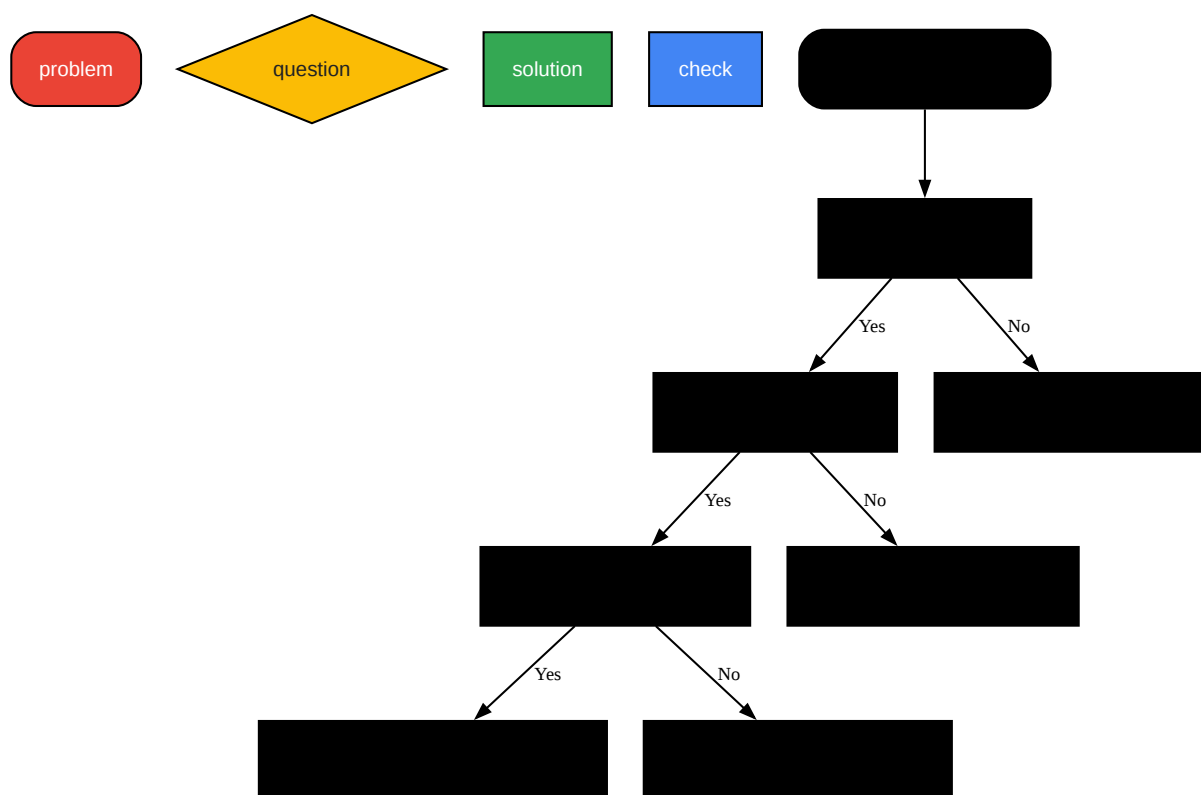 problem
question
solution
check
Yes
No
Yes
No
Yes
No